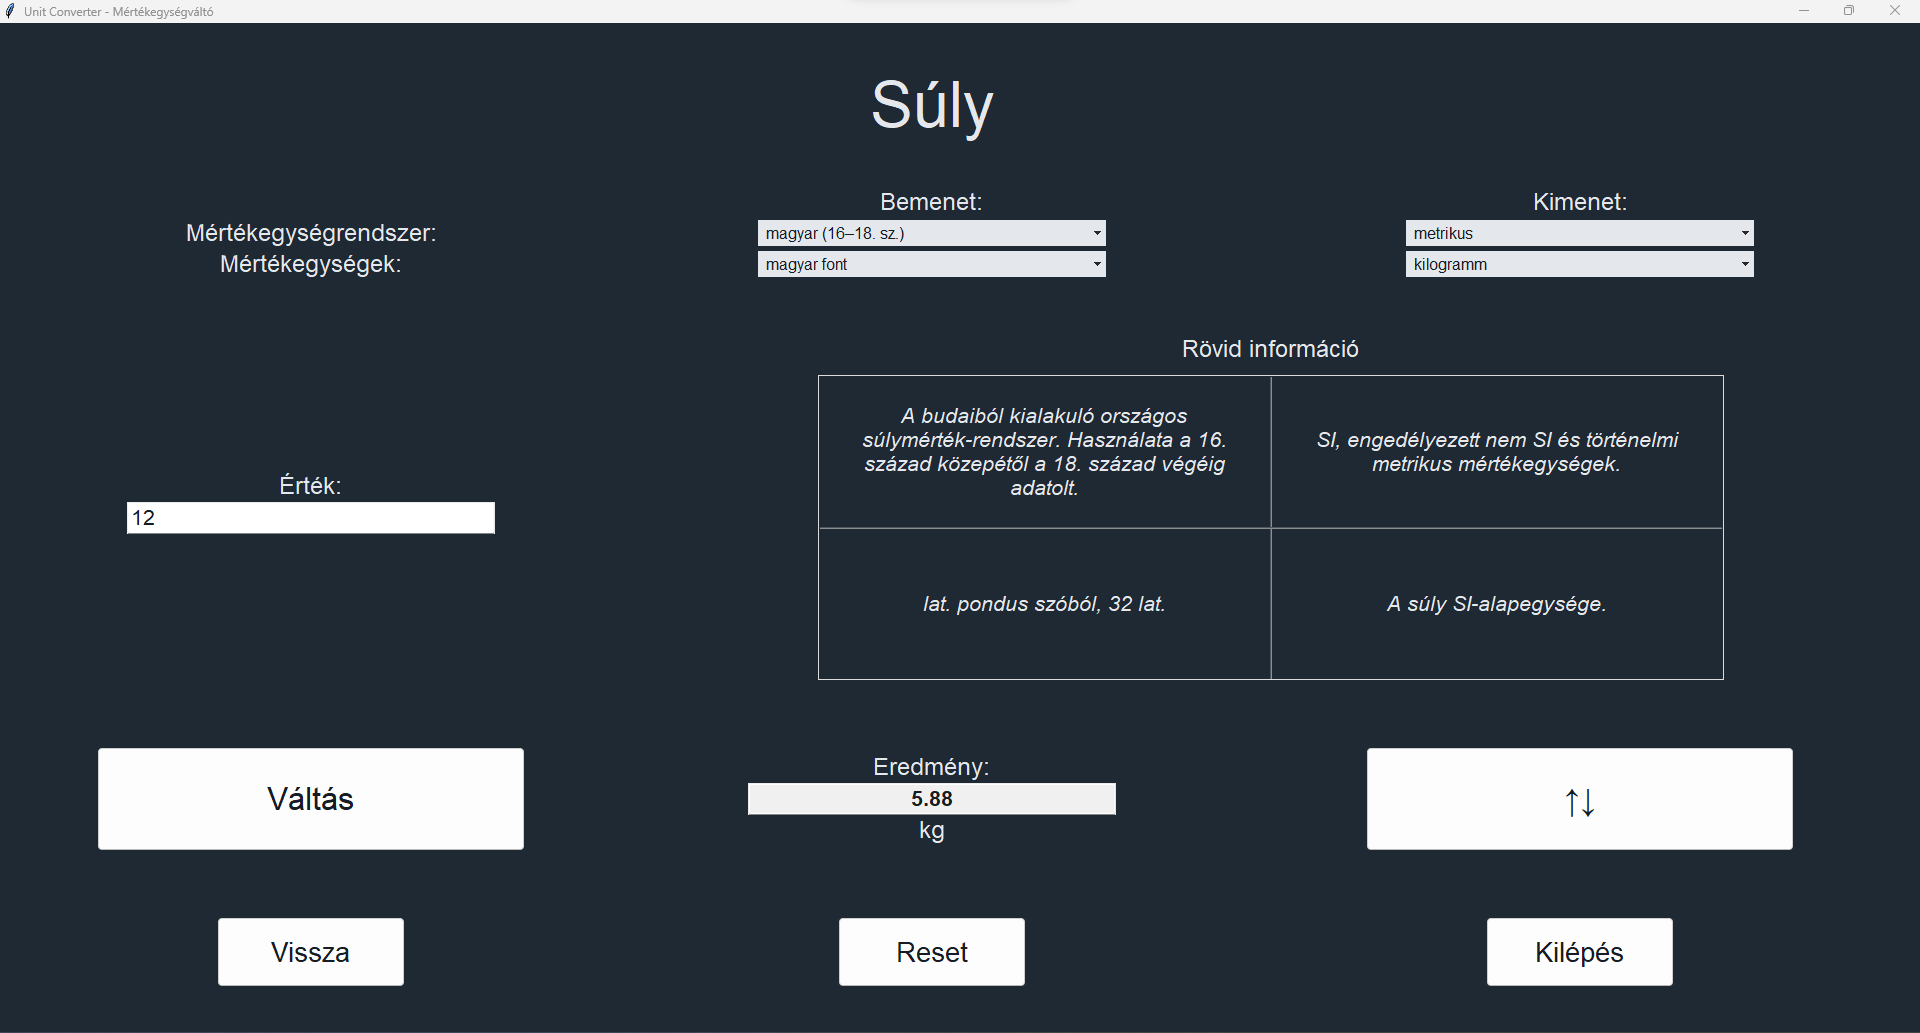 Unit Converter - Mértékegységváltó
Súly
Bemenet:
Kimenet:
Mértékegységrendszer:
magyar (16–18. sz.)
metrikus
Mértékegységek:
magyar font
kilogramm
Rövid információ
A budaiból kialakuló országos
súlymérték-rendszer. Használata a 16.
század közepétől a 18. század végéig
adatolt.
SI, engedélyezett nem SI és történelmi
metrikus mértékegységek.
Érték:
12
lat. pondus szóból, 32 lat.
A súly SI-alapegysége.
Váltás
Eredmény:
5.88
kg
↑↓
Vissza
Reset
Kilépés